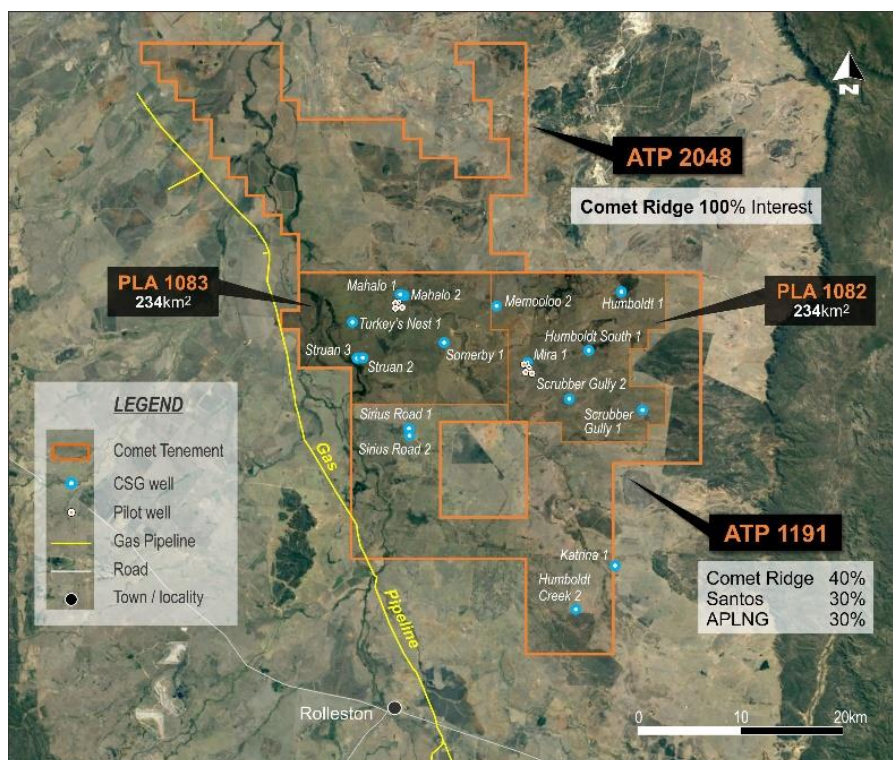 N
ATP 2048
Comet Ridge 100% Interest
PLA 1083
234km²
PLA 1082
234km²
Mahalo 1
Mahalo 2
Memooloo 2
Humboldt 1
Turkey's Nest 1
Humboldt South 1
Struan 3
Somerby 1
Mira 1
Struan 2
Scrubber Gully 2
Sirius Road 1
Scrubber
Gully 1
Sirius Road 2
LEGEND
Comet Tenement
CSG well
Pilot well
Gas Pipeline
Road
Town / locality
Gas
Pipeline
ATP 1191
Comet Ridge 40%
Santos 30%
APLNG 30%
Katrina 1
Humboldt
Creek 2
Rolleston
0 10 20km